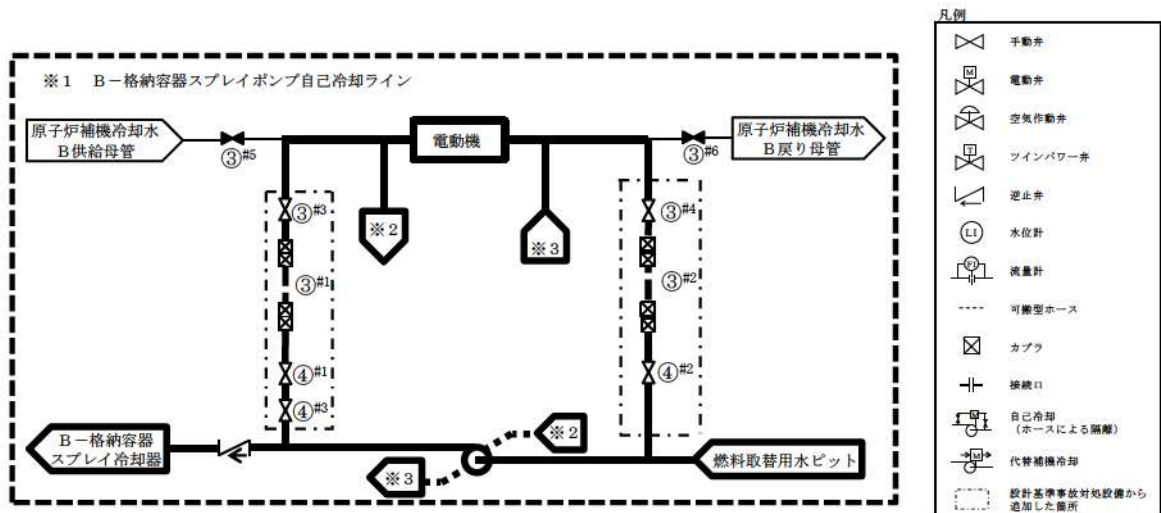 ※1 B－格納容器スプレイポンプ自己冷却ライン
原子炉補機冷却水
B供給母管
③#5
電動機
③#6
原子炉補機冷却水
B戻り母管
③#3
※2
※3
③#4
③#1
③#2
④#1
④#2
④#3
B－格納容器
スプレイ冷却器
※2
※3
燃料取替用水ピット
凡例
手動弁
M
電動弁
空気作動弁
T
ツインパワー弁
逆止弁
LI
水位計
FI
流量計
可搬型ホース
カプラ
接続口
M
自己冷却
（ホースによる隔離）
M
代替補機冷却
設計基準事故対処設備から
追加した箇所